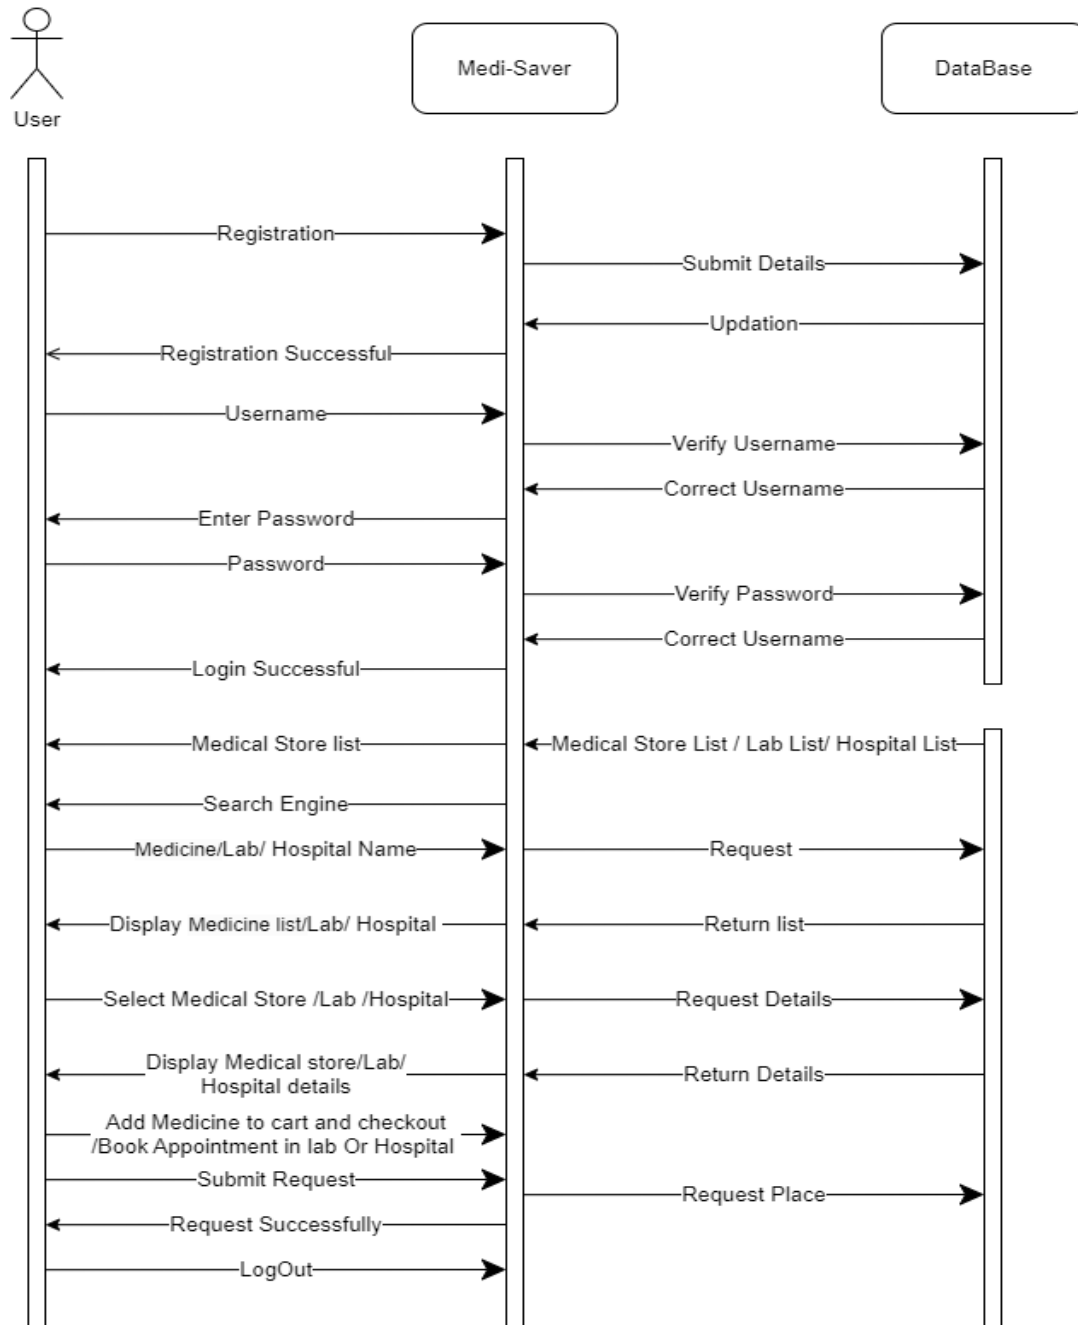 User
Medi-Saver
DataBase
Registration
Submit Details
Updation
Registration Successful
Username
Verify Username
Correct Username
Enter Password
Password
Verify Password
Correct Username
Login Successful
Medical Store list
Medical Store List / Lab List/ Hospital List
Search Engine
Medicine/Lab/ Hospital Name
Request
Display Medicine list/Lab/ Hospital
Return list
Select Medical Store /Lab /Hospital
Request Details
Display Medical store/Lab/
Hospital details
Return Details
Add Medicine to cart and checkout
/Book Appointment in lab Or Hospital
Submit Request
Request Place
Request Successfully
LogOut